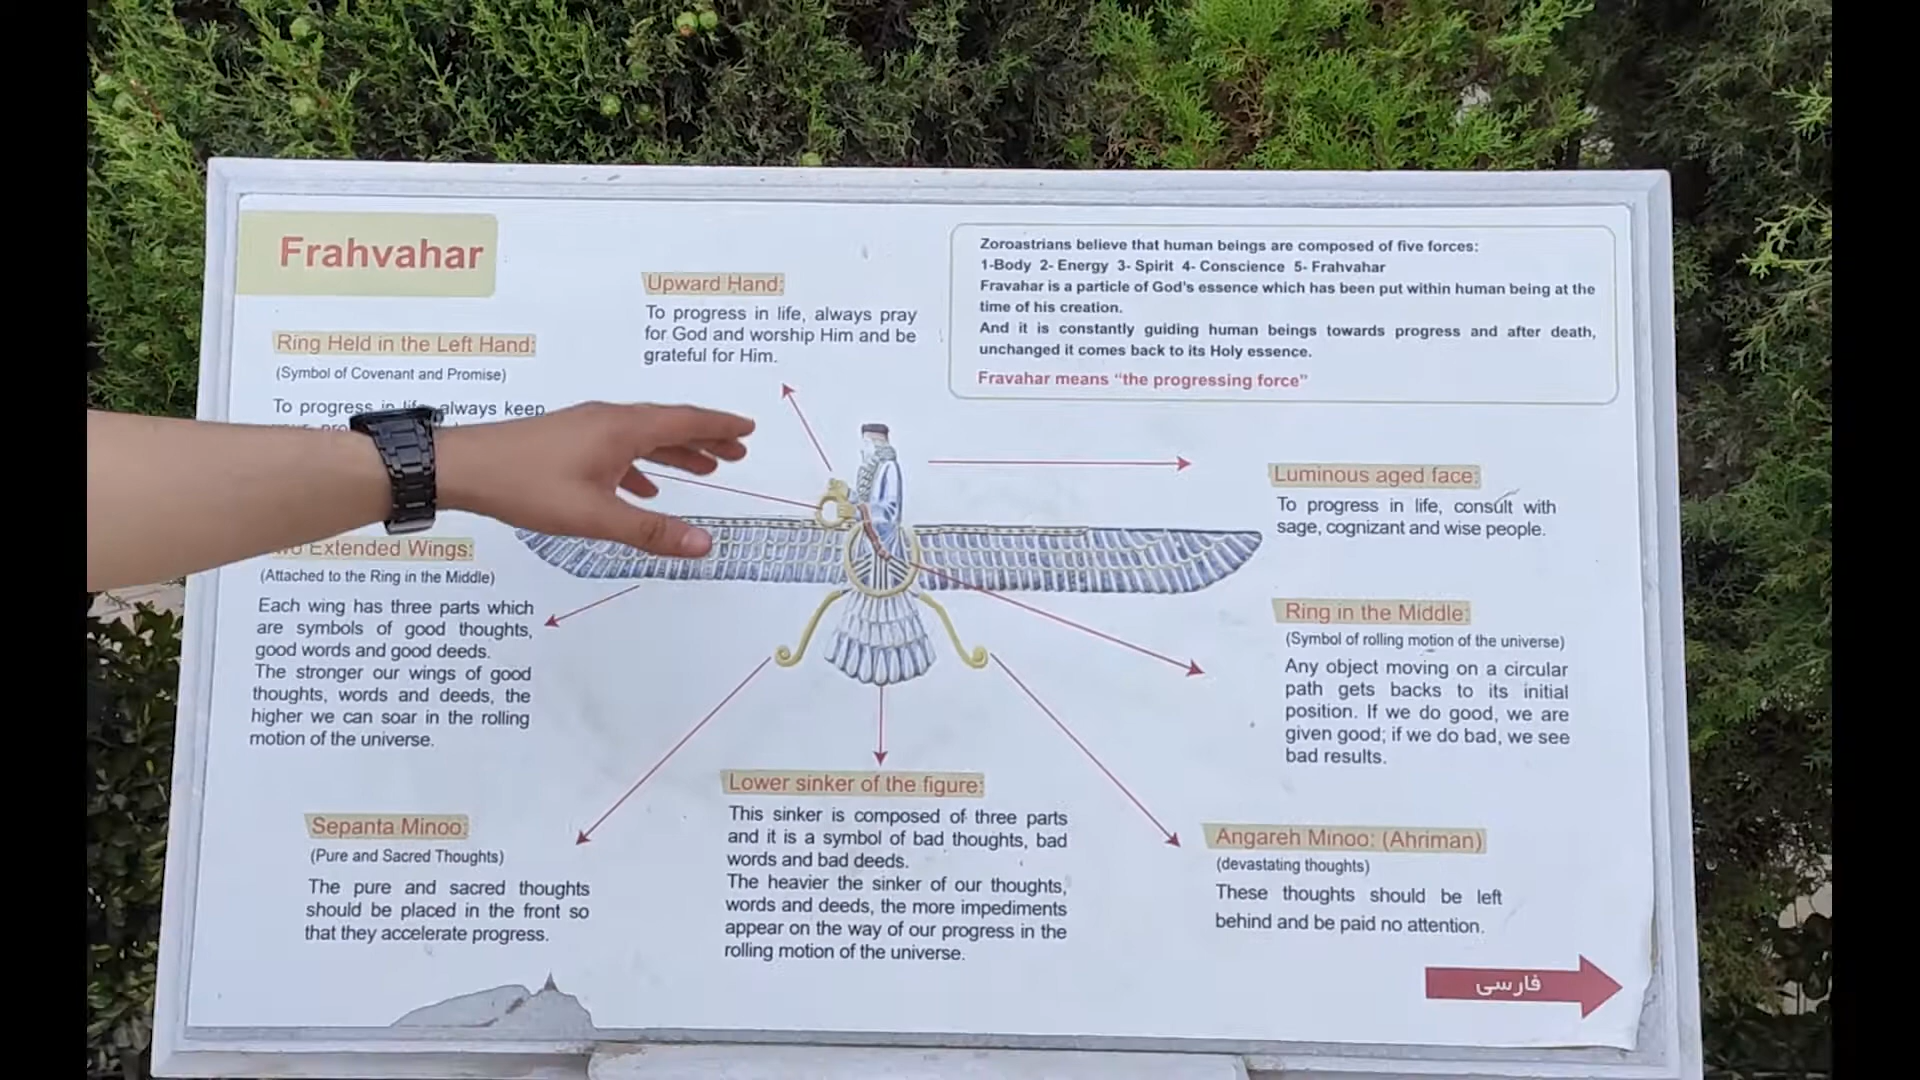 Frahvahar
Ring Held in the Left Hand:
(Symbol of Covenant and Promise)
To progress in life, always keep
Upward Hand:
To progress in life, always pray
for God and worship Him and be
grateful for Him.
Zoroastrians believe that human beings are composed of five forces:
1-Body 2- Energy 3- Spirit 4- Conscience 5- Frahvahar
Fravahar is a particle of God's essence which has been put within human being at the
time of his creation.
And it is constantly guiding human beings towards progress and after death,
unchanged it comes back to its Holy essence.
Fravahar means “the progressing force”
Luminous aged face:
To progress in life, consult with
sage, cognizant and wise people.
Extended Wings:
(Attached to the Ring in the Middle)
Each wing has three parts which
are symbols of good thoughts,
good words and good deeds.
The stronger our wings of good
thoughts, words and deeds, the
higher we can soar in the rolling
motion of the universe.
Ring in the Middle:
(Symbol of rolling motion of the universe)
Any object moving on a circular
path gets backs to its initial
position. If we do good, we are
given good; if we do bad, we see
bad results.
Sepanta Minoo:
(Pure and Sacred Thoughts)
The pure and sacred thoughts
should be placed in the front so
that they accelerate progress.
Lower sinker of the figure:
This sinker is composed of three parts
and it is a symbol of bad thoughts, bad
words and bad deeds.
The heavier the sinker of our thoughts,
words and deeds, the more impediments
appear on the way of our progress in the
rolling motion of the universe.
Angareh Minoo: (Ahriman)
(devastating thoughts)
These thoughts should be left
behind and be paid no attention.
فارسی